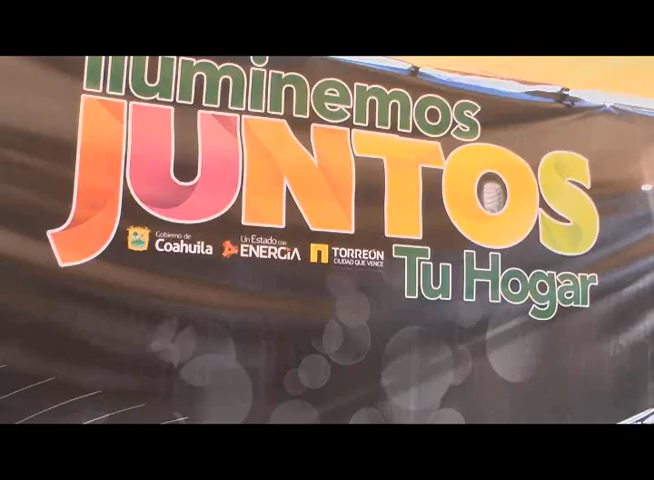 Iluminemos
JUNTOS
Tu Hogar
Gobierno de
Coahuila
Un Estado con
ENERGÍA
TORREÓN
CIUDAD QUE VENCE